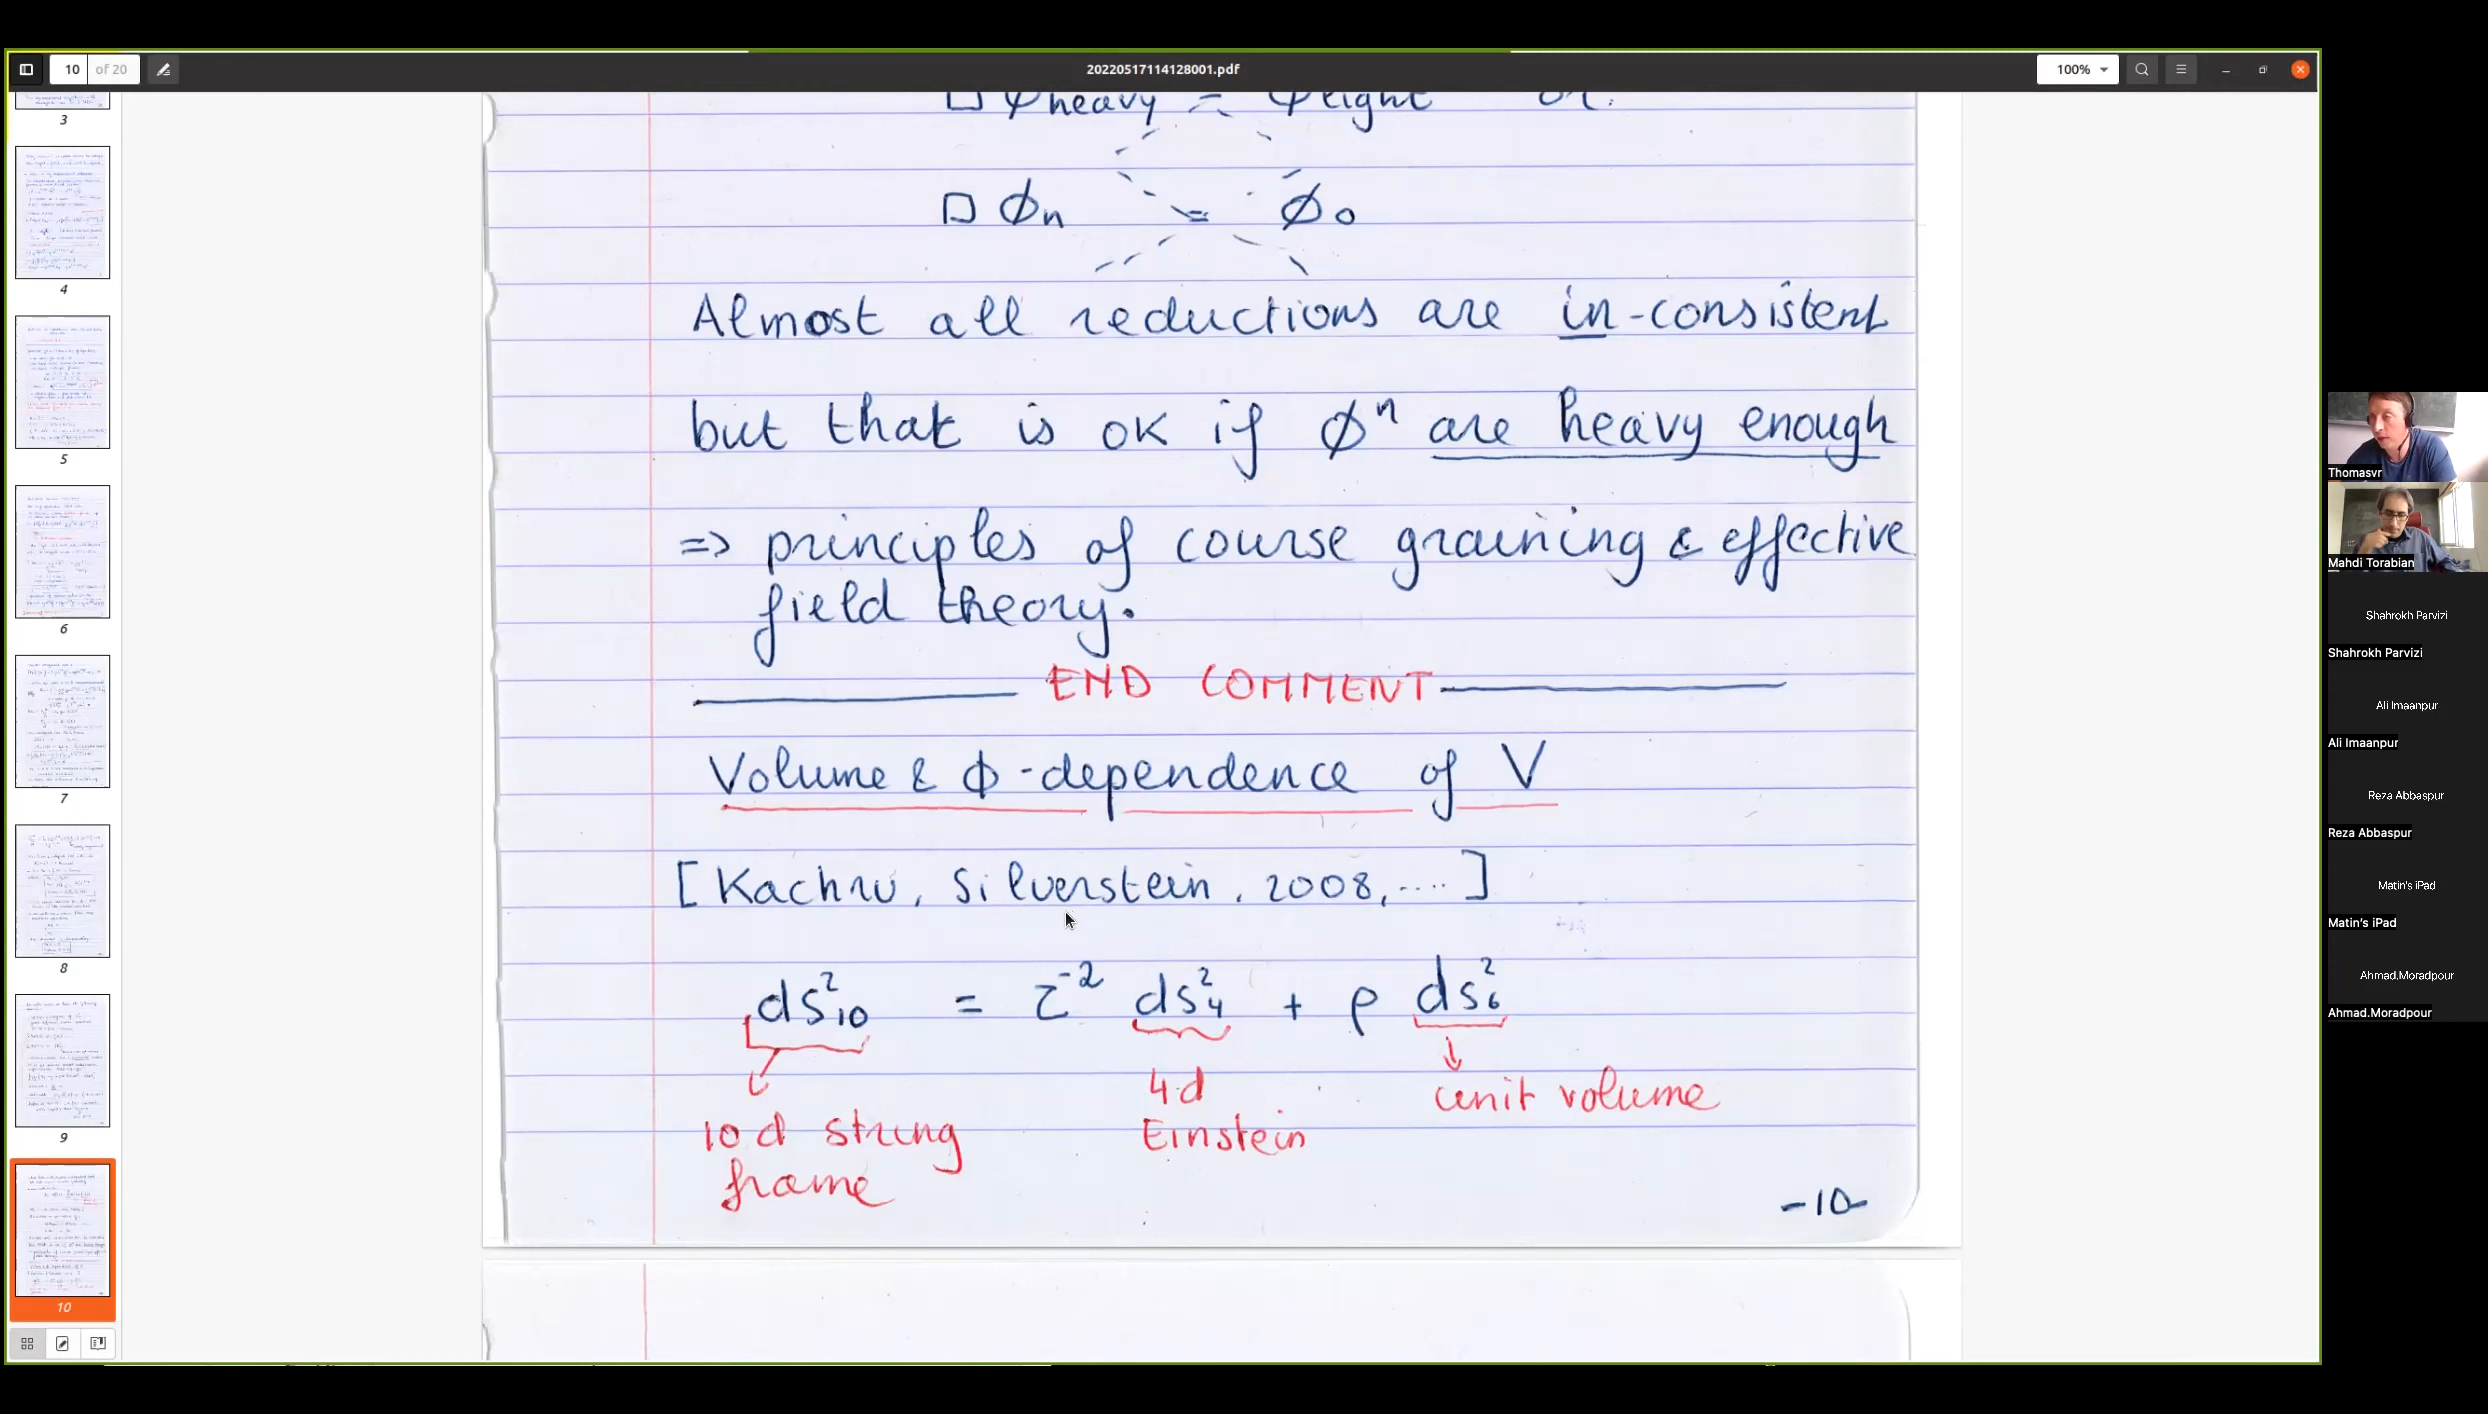 10 of 20
20220517114128001.pdf
100%
3
4
5
6
7
8
9
10
□ ϕheavy = ϕlight or:
□ ϕn = ϕ0
Almost all reductions are in-consistent
but that is ok if ϕⁿ are heavy enough
=> principles of course graining & effective
field theory.
END COMMENT
Volume & ϕ-dependence of V
[Kachru, Silverstein, 2008, ....]
ds²₁₀ = τ⁻² ds²₄ + ρ ds²₆
10d string
frame
4d
Einstein
unit volume
-10-
Thomasvr
Mahdi Torabian
Shahrokh Parvizi
Shahrokh Parvizi
Ali Imaanpur
Ali Imaanpur
Reza Abbaspur
Reza Abbaspur
Matin's iPad
Matin's iPad
Ahmad.Moradpour
Ahmad.Moradpour